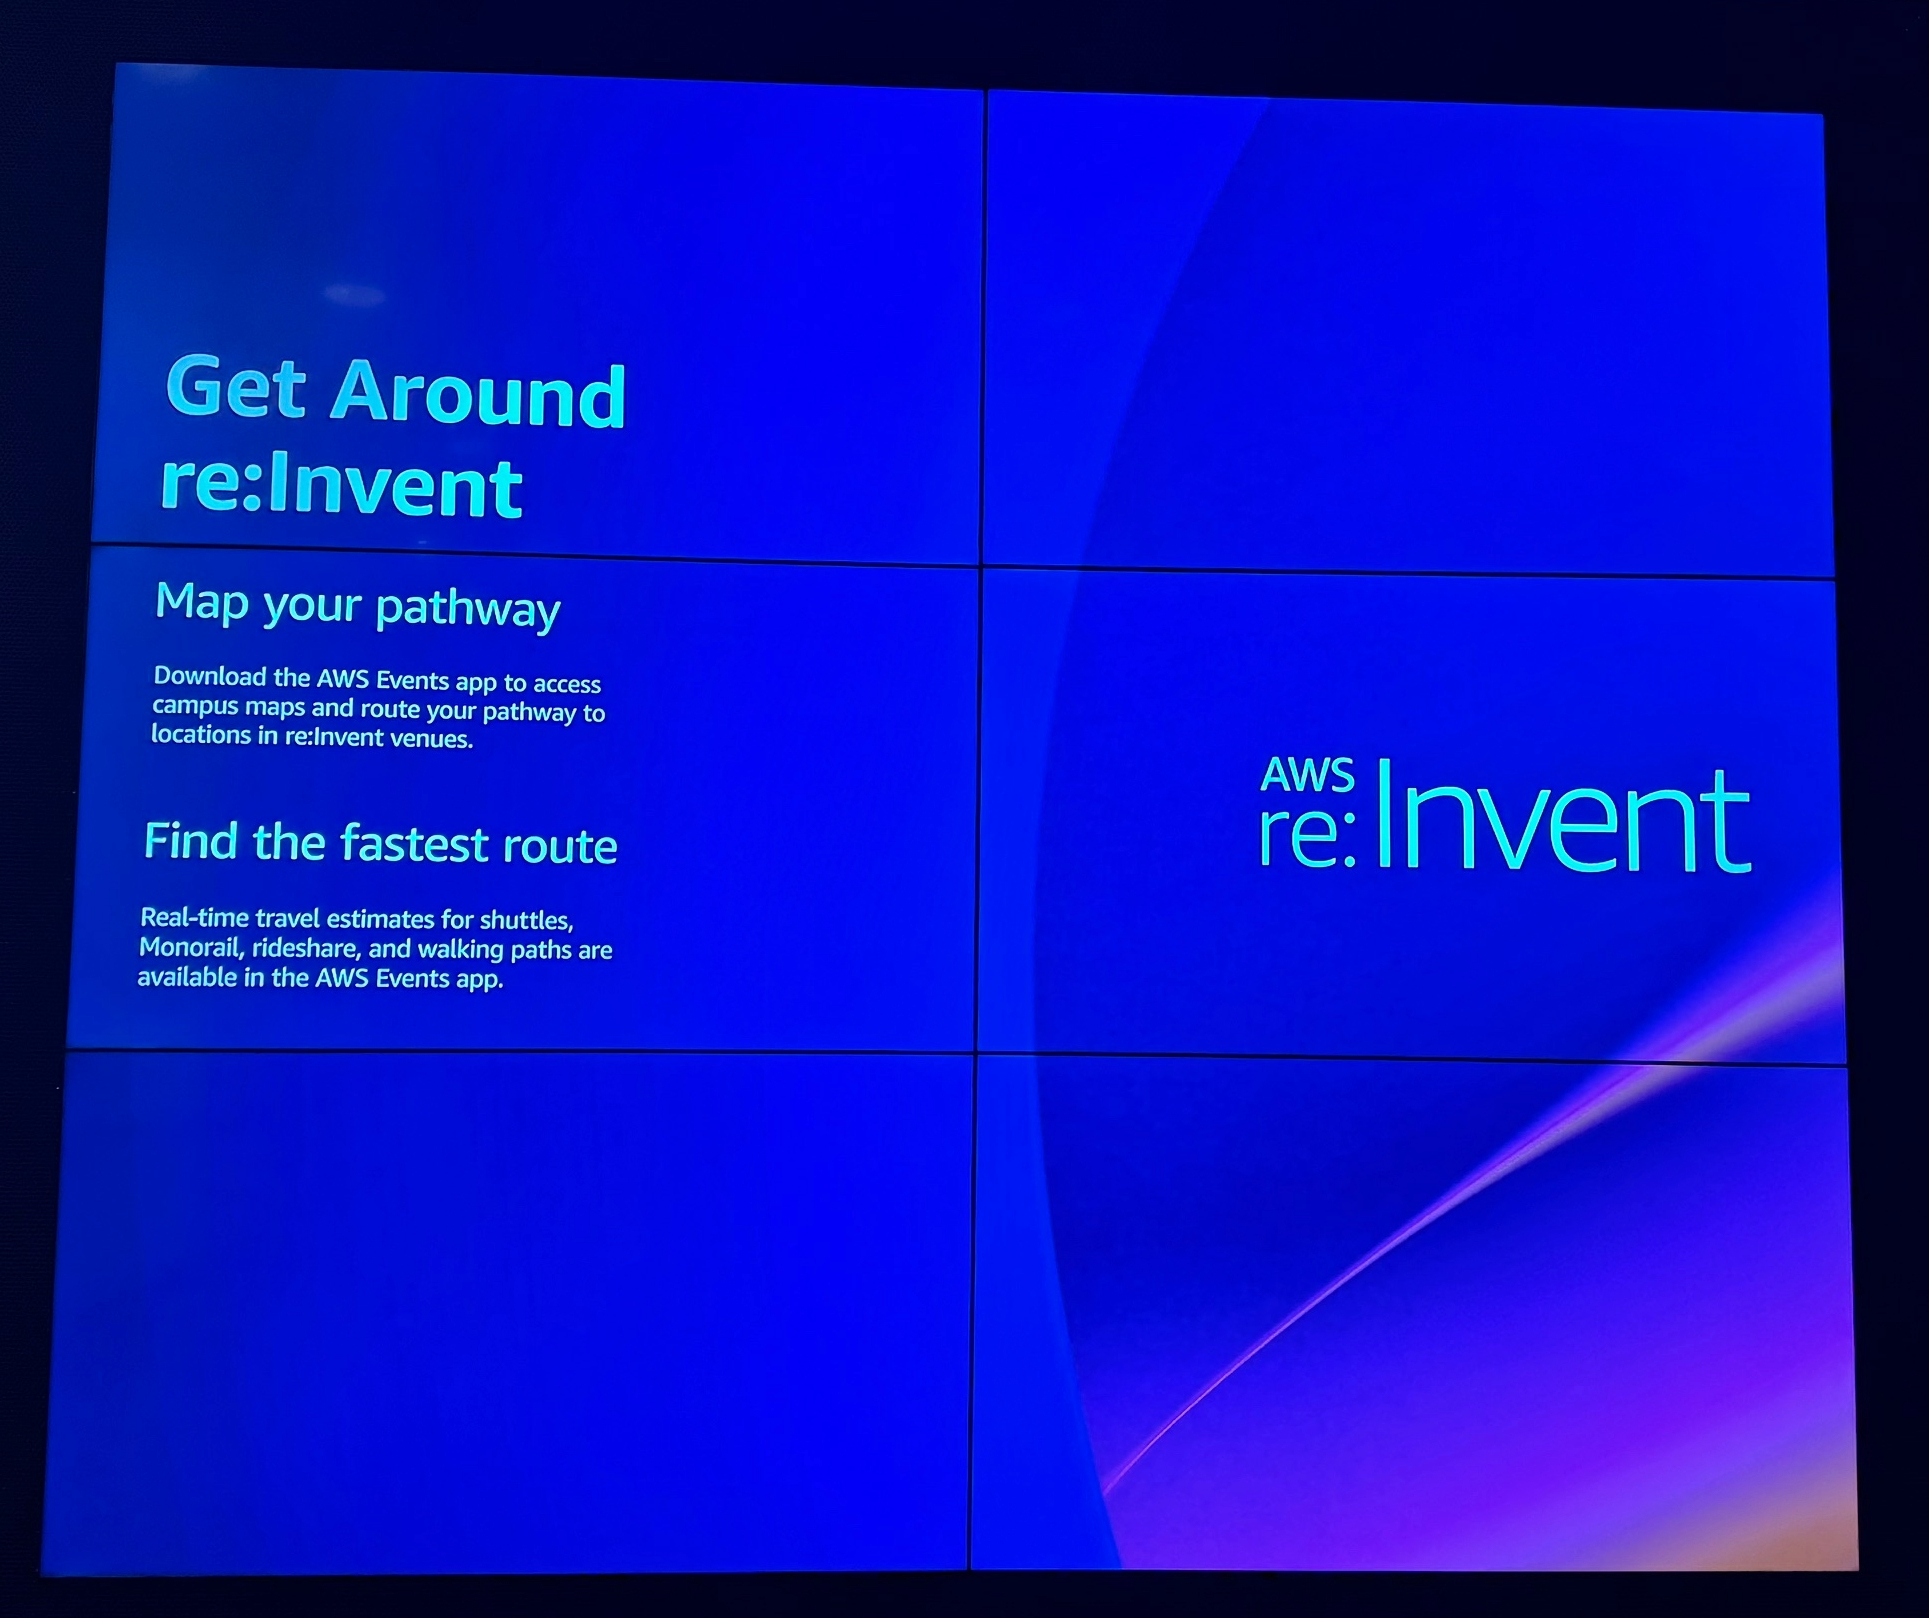 Get Around
re:Invent
Map your pathway
Download the AWS Events app to access
campus maps and route your pathway to
locations in re:Invent venues.
Find the fastest route
Real-time travel estimates for shuttles,
Monorail, rideshare, and walking paths are
available in the AWS Events app.
AWS
re:Invent